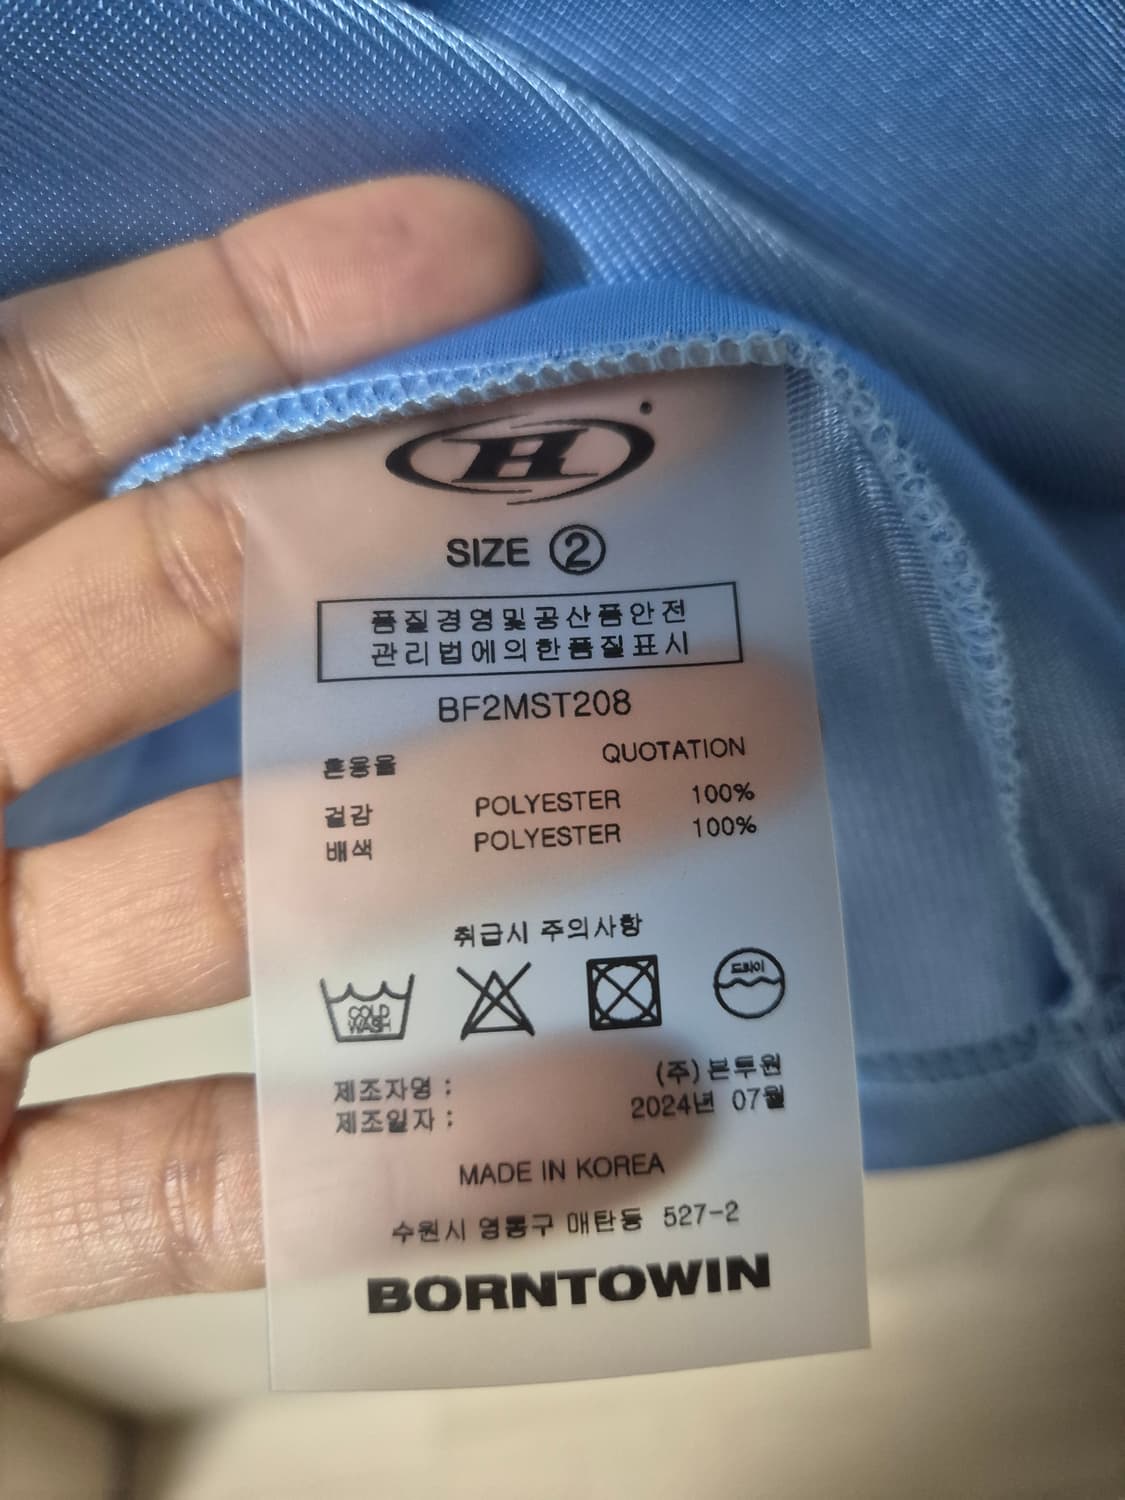 H
SIZE ②
품질경영및공산품안전
관리법에의한품질표시
BF2MST208
혼용율 QUOTATION
겉감 POLYESTER 100%
배색 POLYESTER 100%
취급시 주의사항
COLD WASH 드라이
제조자명 : (주)본투윈
제조일자 : 2024년 07월
MADE IN KOREA
수원시 영통구 매탄동 527-2
BORNTOWIN